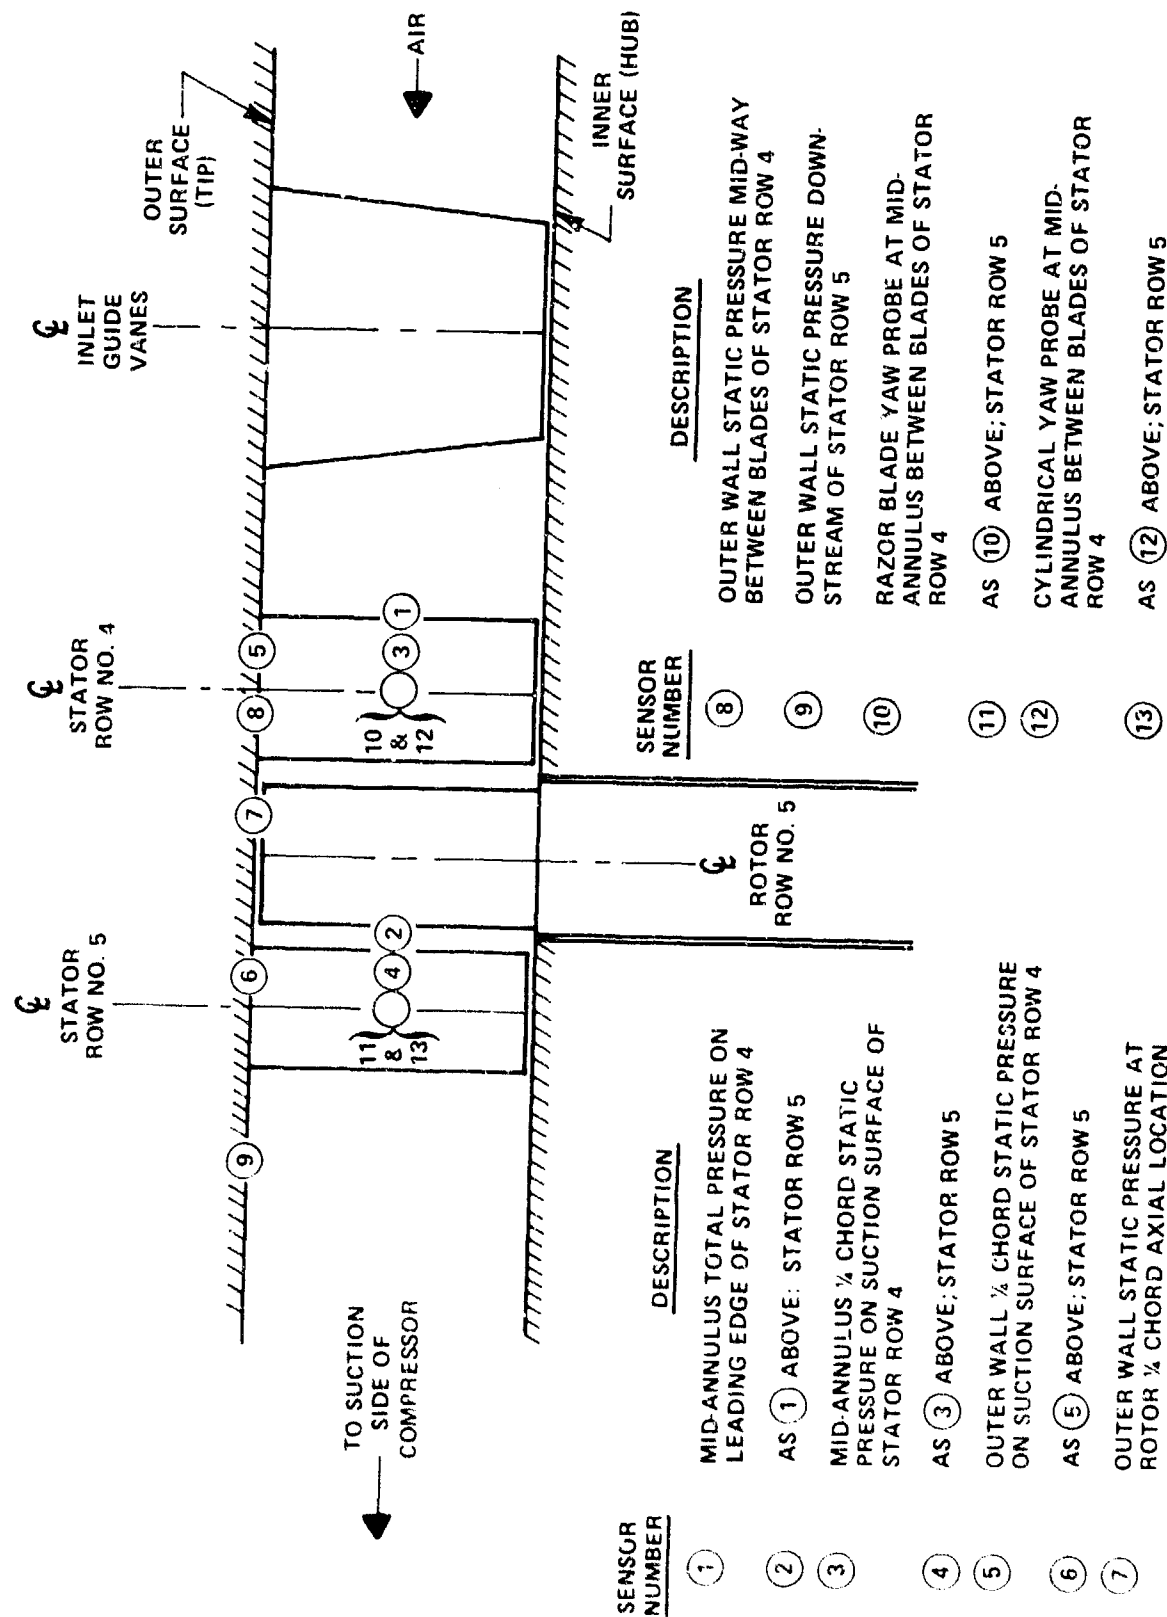 ℄
STATOR
ROW NO. 5
℄
STATOR
ROW NO. 4
℄
INLET
GUIDE
VANES
OUTER
SURFACE
(TIP)
AIR
INNER
SURFACE (HUB)
9
6
7
8
5
11
&
13
4
2
10
&
12
3
1
TO SUCTION
SIDE OF
COMPRESSOR
℄
ROTOR
ROW NO. 5
SENSOR
NUMBER
DESCRIPTION
1 MID-ANNULUS TOTAL PRESSURE ON
LEADING EDGE OF STATOR ROW 4
2 AS 1 ABOVE: STATOR ROW 5
3 MID-ANNULUS ¼ CHORD STATIC
PRESSURE ON SUCTION SURFACE OF
STATOR ROW 4
4 AS 3 ABOVE; STATOR ROW 5
5 OUTER WALL ¼ CHORD STATIC PRESSURE
ON SUCTION SURFACE OF STATOR ROW 4
6 AS 5 ABOVE; STATOR ROW 5
7 OUTER WALL STATIC PRESSURE AT
ROTOR ¼ CHORD AXIAL LOCATION
SENSOR
NUMBER
DESCRIPTION
8 OUTER WALL STATIC PRESSURE MID-WAY
BETWEEN BLADES OF STATOR ROW 4
9 OUTER WALL STATIC PRESSURE DOWN-
STREAM OF STATOR ROW 5
10 RAZOR BLADE YAW PROBE AT MID-
ANNULUS BETWEEN BLADES OF STATOR
ROW 4
11 AS 10 ABOVE; STATOR ROW 5
12 CYLINDRICAL YAW PROBE AT MID-
ANNULUS BETWEEN BLADES OF STATOR
ROW 4
13 AS 12 ABOVE; STATOR ROW 5